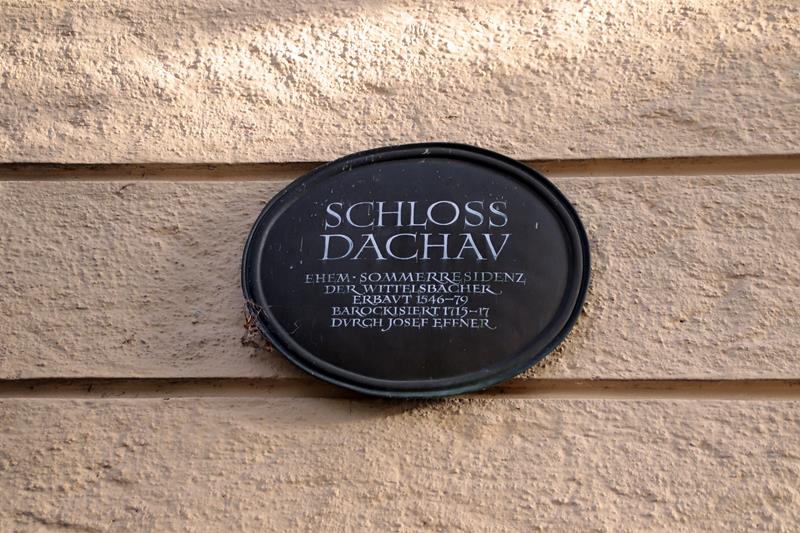 SCHLOSS
DACHAV
EHEM · SOMMERRESIDENZ
DER WITTELSBACHER
ERBAVT 1546–79
BAROCKISIERT 1715–17
DVRCH JOSEF EFFNER